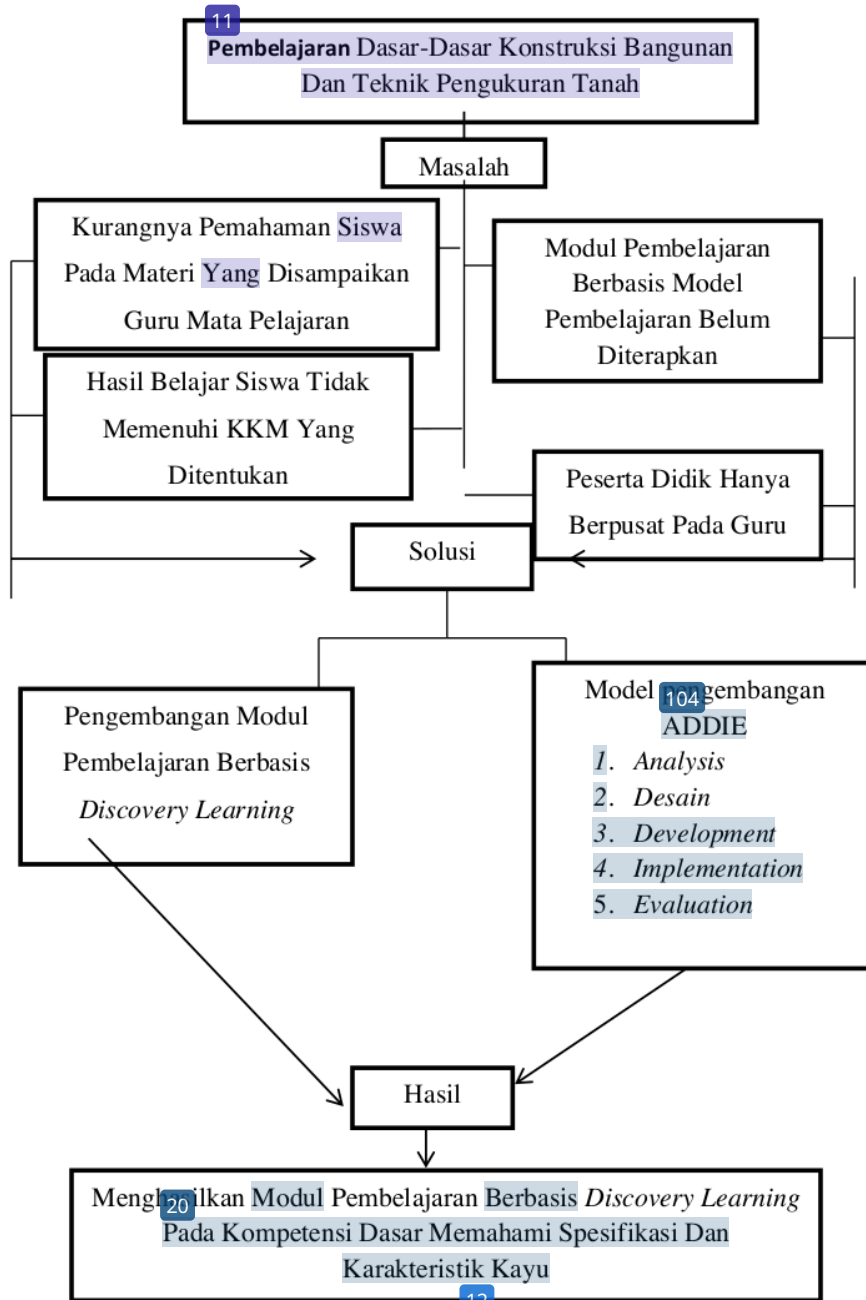 11
Pembelajaran Dasar-Dasar Konstruksi Bangunan
Dan Teknik Pengukuran Tanah
Masalah
Kurangnya Pemahaman Siswa
Pada Materi Yang Disampaikan
Guru Mata Pelajaran
Modul Pembelajaran
Berbasis Model
Pembelajaran Belum
Diterapkan
Hasil Belajar Siswa Tidak
Memenuhi KKM Yang
Ditentukan
Peserta Didik Hanya
Berpusat Pada Guru
Solusi
Pengembangan Modul
Pembelajaran Berbasis
Discovery Learning
Model pengembangan
104
ADDIE
1. Analysis
2. Desain
3. Development
4. Implementation
5. Evaluation
Hasil
Menghasilkan Modul Pembelajaran Berbasis Discovery Learning
20
Pada Kompetensi Dasar Memahami Spesifikasi Dan
Karakteristik Kayu